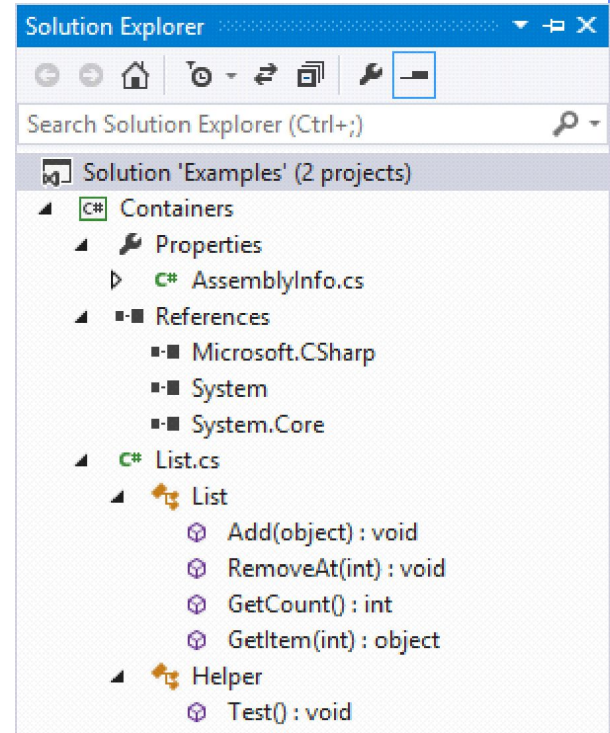 Solution Explorer
Search Solution Explorer (Ctrl+;)
Solution 'Examples' (2 projects)
C# Containers
Properties
C# AssemblyInfo.cs
References
Microsoft.CSharp
System
System.Core
C# List.cs
List
Add(object) : void
RemoveAt(int) : void
GetCount() : int
GetItem(int) : object
Helper
Test() : void